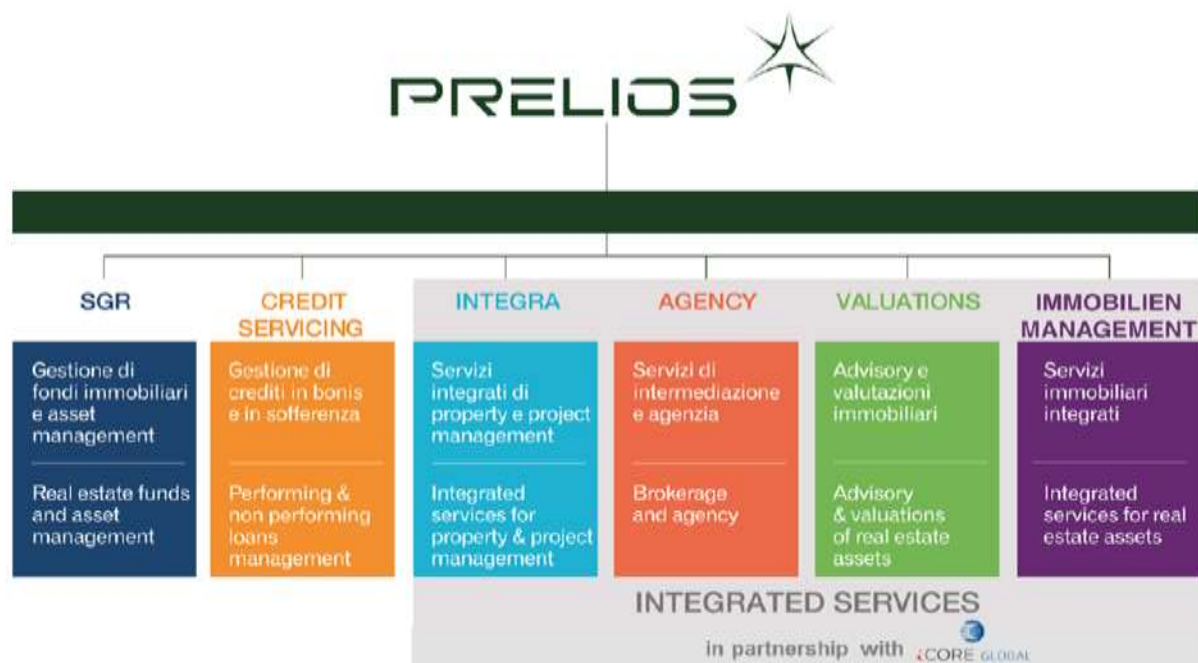 PRELIOS
SGR
Gestione di
fondi immobiliari
e asset
management
Real estate funds
and asset
management
CREDIT
SERVICING
Gestione di
crediti in bonis
e in sofferenza
Performing &
non performing
loans
management
INTEGRA
Servizi
integrati di
property e project
management
Integrated
services for
property & project
management
AGENCY
Servizi di
intermediazione
e agenzia
Brokerage
and agency
VALUATIONS
Advisory e
valutazioni
immobiliari
Advisory
& valuations
of real estate
assets
IMMOBILIEN
MANAGEMENT
Servizi
immobiliari
integrati
Integrated
services for real
estate assets
INTEGRATED SERVICES
in partnership with iCORE GLOBAL